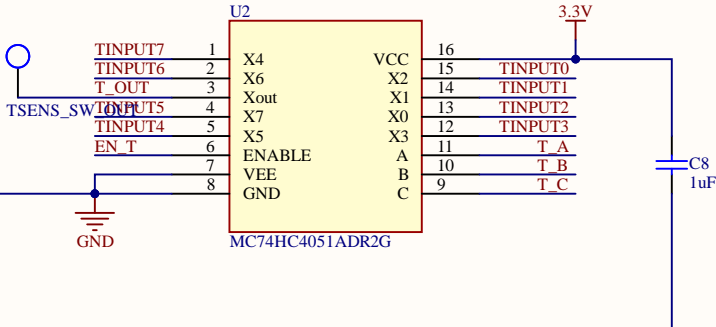 U2
3.3V
TINPUT7 1 X4 VCC 16
TINPUT6 2 X6 X2 15 TINPUT0
T_OUT 3 Xout X1 14 TINPUT1
TSENS_SW_OUT
TINPUT5 4 X7 X0 13 TINPUT2
TINPUT4 5 X5 X3 12 TINPUT3
EN_T 6 ENABLE A 11 T_A
7 VEE B 10 T_B
8 GND C 9 T_C
C8
1uF
GND
MC74HC4051ADR2G